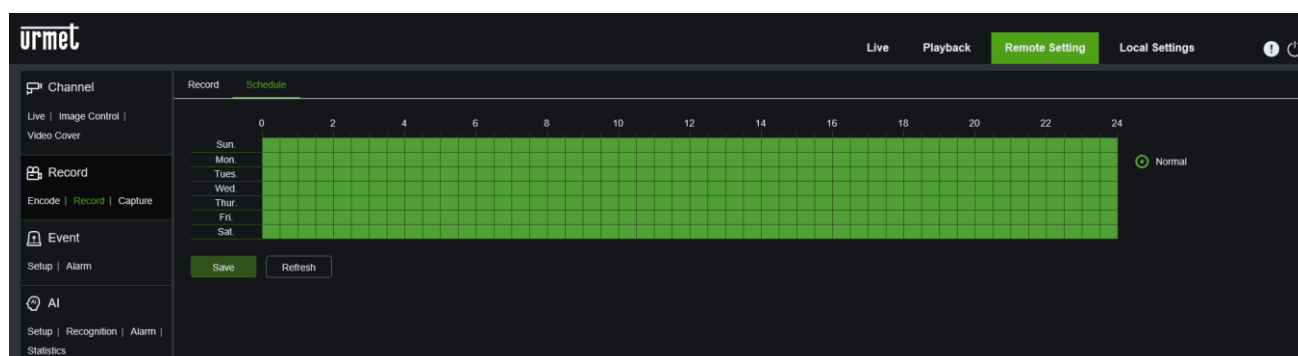 urmet
Live Playback Remote Setting Local Settings
Channel
Live | Image Control |
Video Cover
Record
Encode | Record | Capture
Event
Setup | Alarm
AI
Setup | Recognition | Alarm |
Statistics
Record Schedule
0 2 4 6 8 10 12 14 16 18 20 22 24
Sun.
Mon.
Tues.
Wed.
Thur.
Fri.
Sat.
Normal
Save Refresh